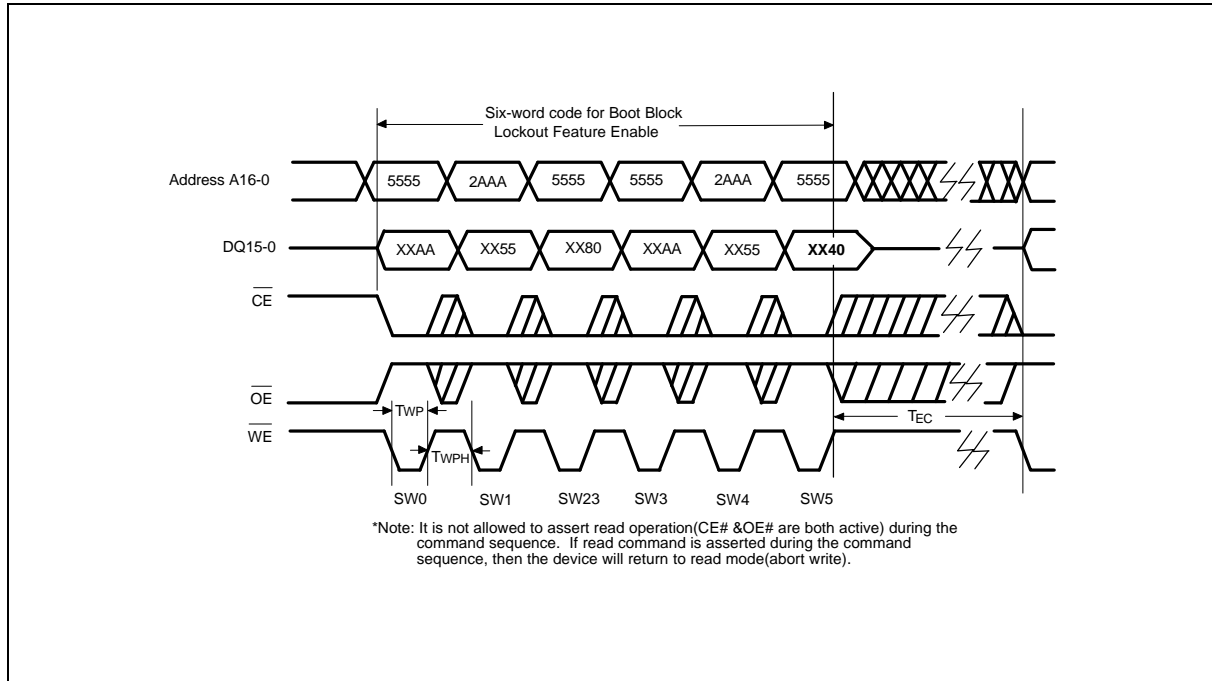 Six-word code for Boot Block
Lockout Feature Enable
Address A16-0
5555
2AAA
5555
5555
2AAA
5555
DQ15-0
XXAA
XX55
XX80
XXAA
XX55
XX40
CE
OE
TWP
TEC
WE
TWPH
SW0
SW1
SW23
SW3
SW4
SW5
*Note: It is not allowed to assert read operation(CE# &OE# are both active) during the
command sequence. If read command is asserted during the command
sequence, then the device will return to read mode(abort write).